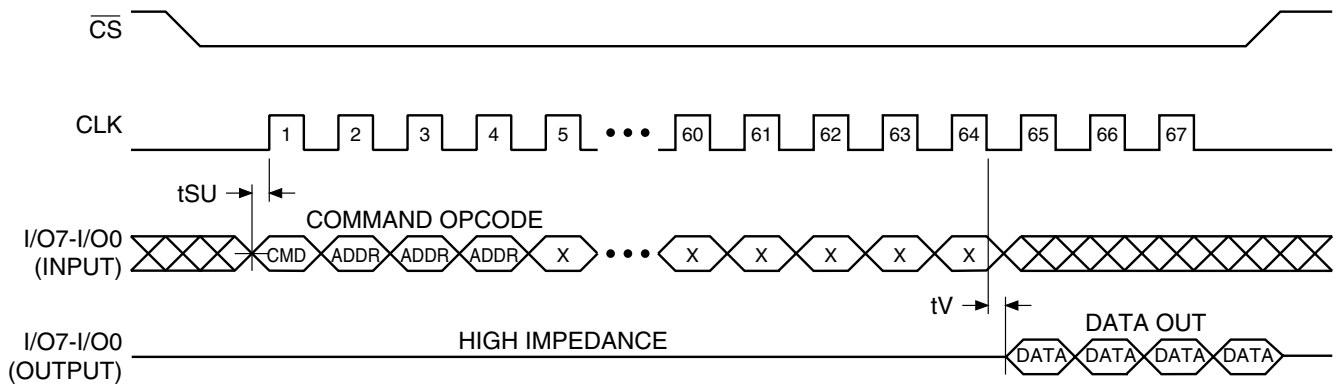 CS
CLK
1 2 3 4 5 ••• 60 61 62 63 64 65 66 67
tSU
COMMAND OPCODE
I/O7-I/O0
(INPUT)
CMD ADDR ADDR ADDR X ••• X X X X X
tV
I/O7-I/O0
(OUTPUT)
HIGH IMPEDANCE
DATA OUT
DATA DATA DATA DATA